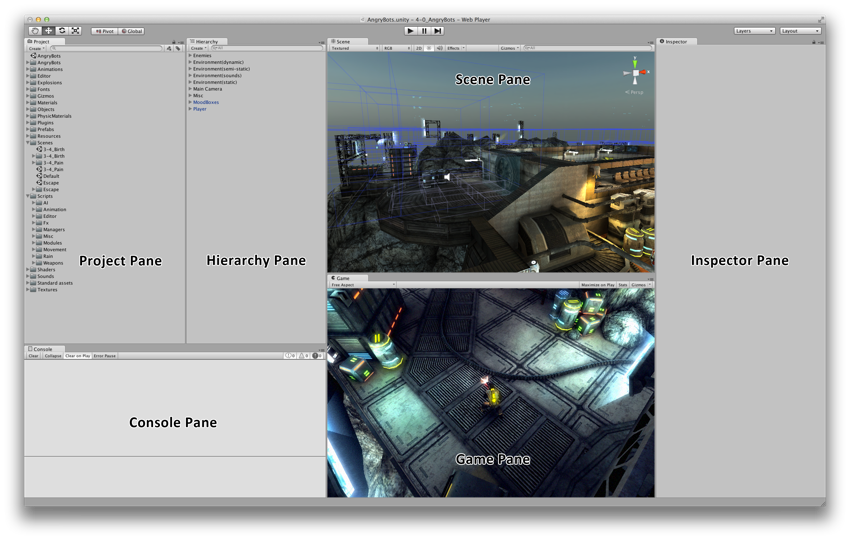 AngryBots.unity – 4-0_AngryBots – Web Player
Pivot Global Layers Layout
Project
Create
AngryBots
AngryBots
Animations
Editor
Explosions
Fonts
Gizmos
Materials
Objects
PhysicMaterials
Plugins
Prefabs
Resources
Scenes
3-4_Birth
3-4_Birth
3-4_Pain
3-4_Pain
Default
Escape
Escape
Scripts
AI
Animation
Editor
Fx
Managers
Misc
Modules
Movement
Rain
Weapons
Shaders
Sounds
Standard assets
Textures
Project Pane
Hierarchy
Create
Enemies
Environment(dynamic)
Environment(semi-static)
Environment(sounds)
Environment(static)
Main Camera
Misc
MoodBoxes
Player
Hierarchy Pane
Scene
Textured RGB 2D Effects Gizmos
Persp
Scene Pane
Game
Free Aspect Maximize on Play Stats Gizmos
Game Pane
Inspector
Inspector Pane
Console
Clear Collapse Clear on Play Error Pause
Console Pane